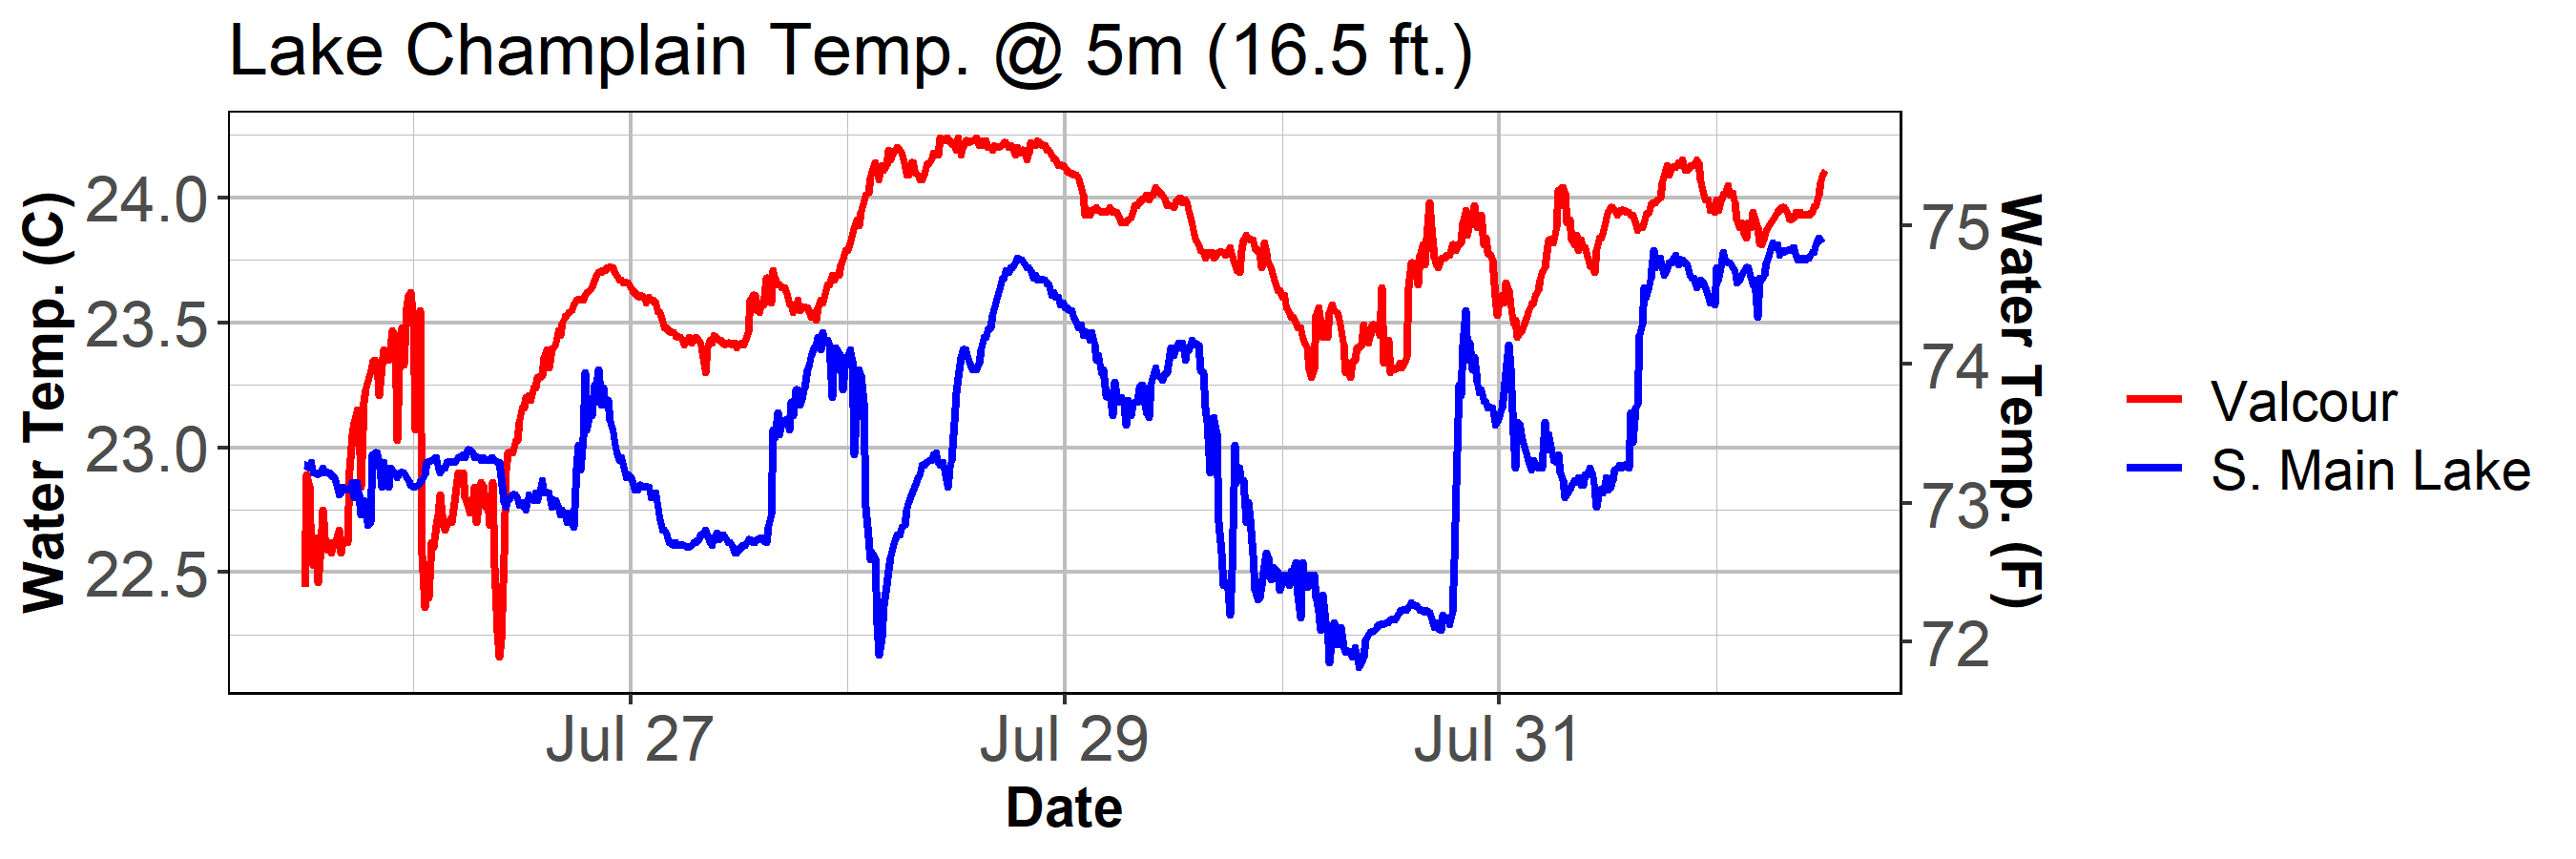 Lake Champlain Temp. @ 5m (16.5 ft.)
Water Temp. (C)
24.0
23.5
23.0
22.5
75
74
73
72
Water Temp. (F)
Jul 27
Jul 29
Jul 31
Date
Valcour
S. Main Lake